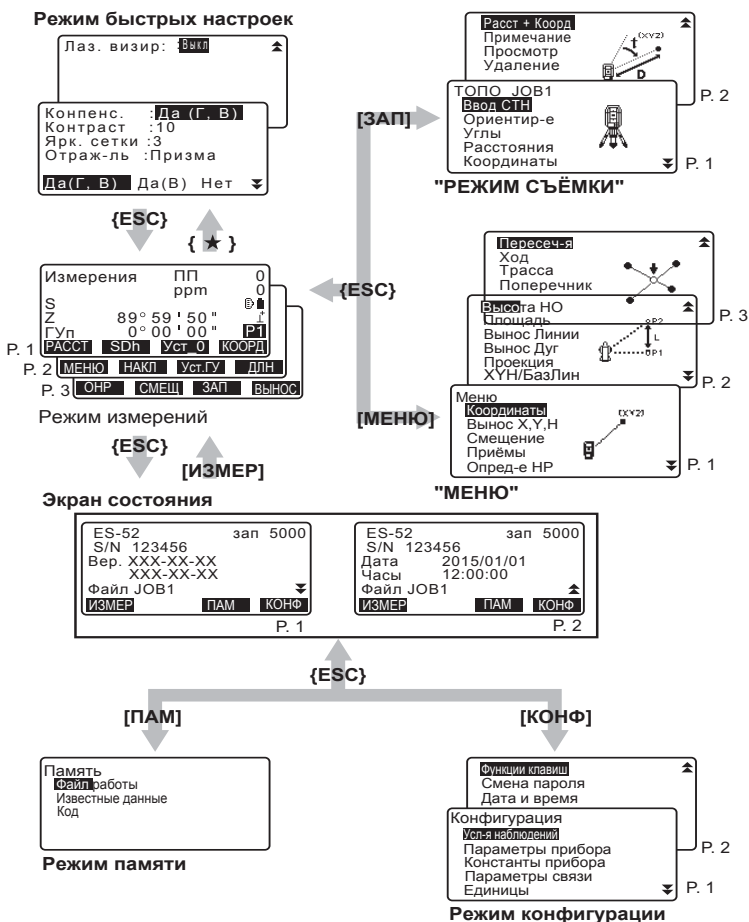 Режим быстрых настроек
Лаз. визир: :Выкл
Конпенс. :Да (Г, В)
Контраст :10
Ярк. сетки :3
Отраж-ль :Призма
Да(Г, В) Да(В) Нет
{ESC}
{ ★ }
Измерения ПП 0
ppm 0
S
Z 89° 59 ' 50 "
ГУп 0° 00 ' 00 " P1
P. 1 РАССТ SDh Уст_0 КООРД
P. 2 МЕНЮ НАКЛ Уст.ГУ ДЛН
P. 3 ОНР СМЕЩ ЗАП ВЫНОС
Режим измерений
{ESC}
[ИЗМЕР]
[ЗАП]
Расст + Коорд
Примечание
Просмотр
Удаление
(XYZ)
t
D
P. 2
ТОПО JOB1
Ввод СТН
Ориентир-е
Углы
Расстояния
Координаты
P. 1
"РЕЖИМ СЪЁМКИ"
{ESC}
[МЕНЮ]
Пересеч-я
Ход
Трасса
Поперечник
P. 3
Высота НО
Площадь
Вынос Линии
Вынос Дуг
Проекция
XYH/БазЛин
P2
L
P1
P. 2
Меню
Координаты
Вынос X,Y,H
Смещение
Приёмы
Опред-е НР
(XYZ)
P. 1
"МЕНЮ"
Экран состояния
ES-52 зап 5000
S/N 123456
Вер. XXX-XX-XX
XXX-XX-XX
Файл JOB1
ИЗМЕР ПАМ КОНФ
P. 1
ES-52 зап 5000
S/N 123456
Дата 2015/01/01
Часы 12:00:00
Файл JOB1
ИЗМЕР ПАМ КОНФ
P. 2
{ESC}
[ПАМ]
[КОНФ]
Память
Файл работы
Известные данные
Код
Режим памяти
Функции клавиш
Смена пароля
Дата и время
P. 2
Конфигурация
Усл-я наблюдений
Параметры прибора
Константы прибора
Параметры связи
Единицы
P. 1
Режим конфигурации